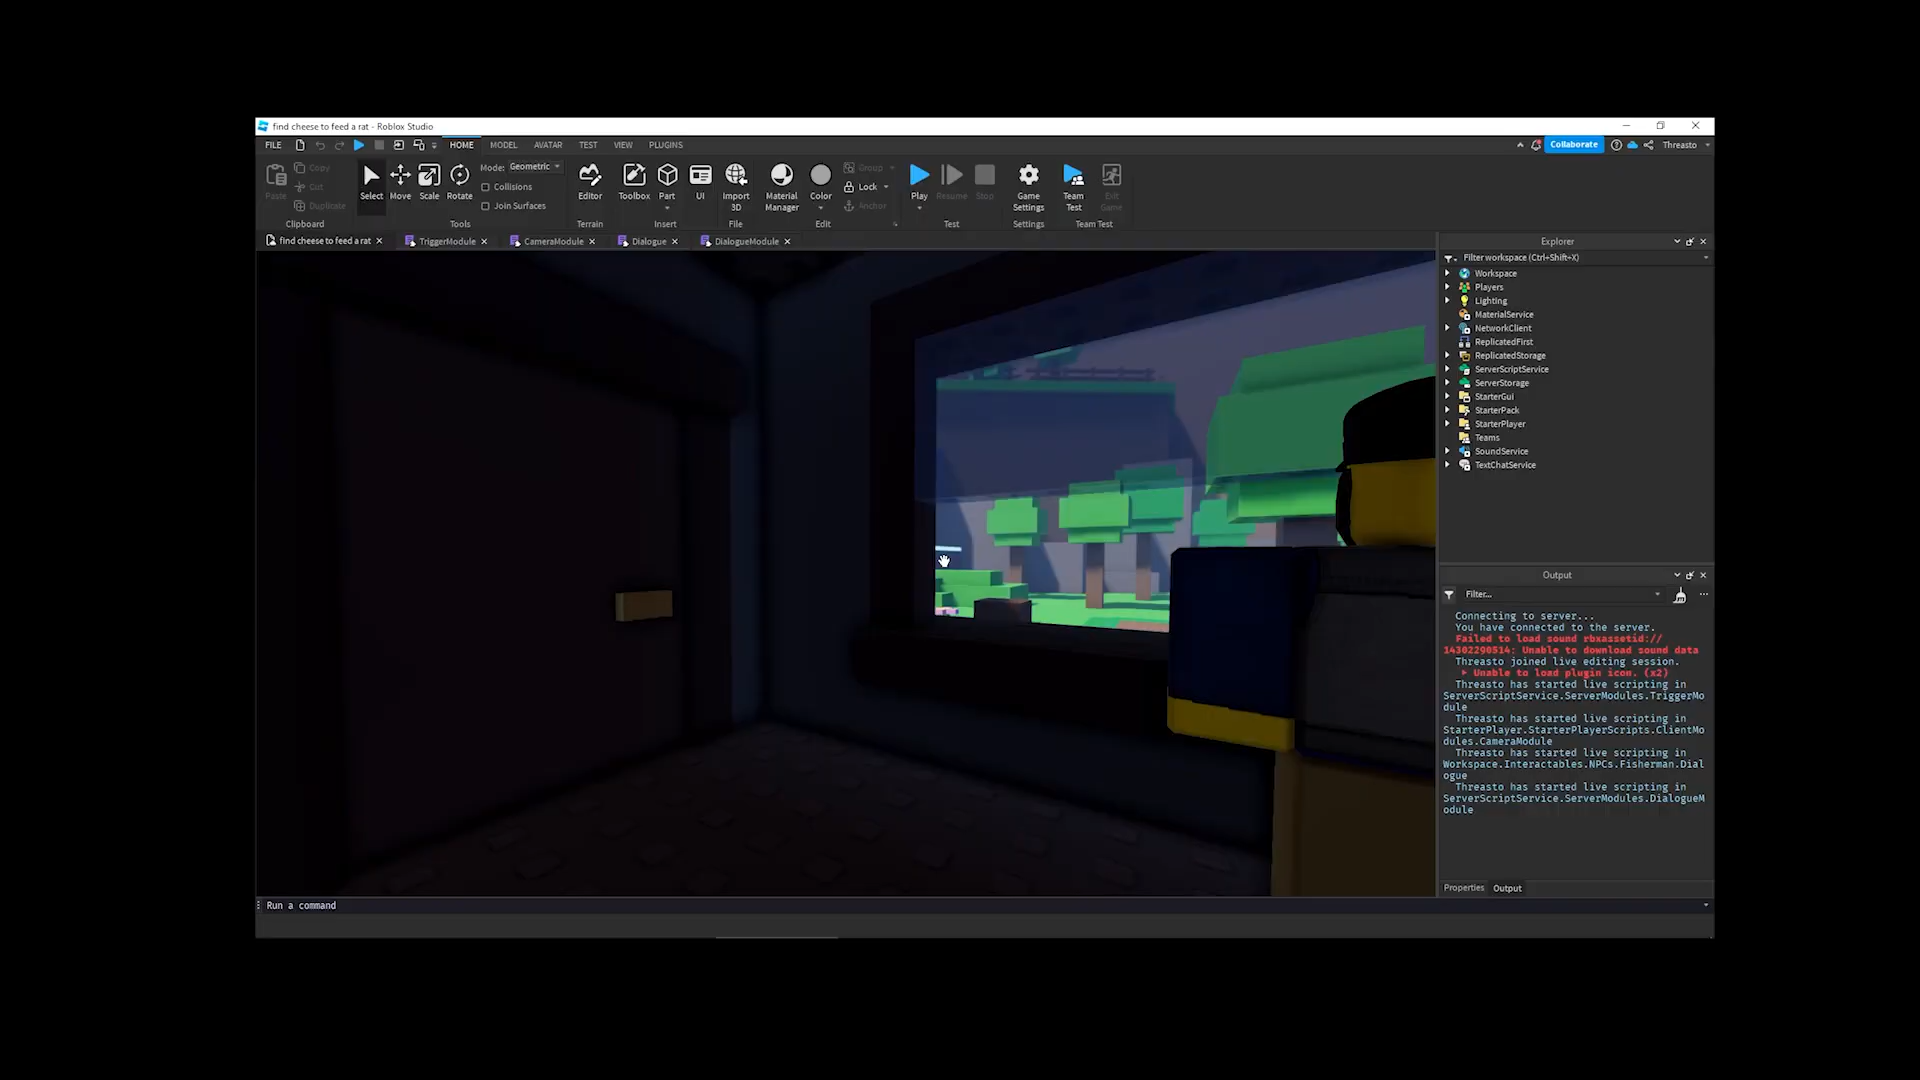 find cheese to feed a rat - Roblox Studio
FILE HOME MODEL AVATAR TEST VIEW PLUGINS Collaborate Threasto
Paste Copy Cut Duplicate Clipboard
Select Move Scale Rotate Tools
Mode: Geometric
Collisions
Join Surfaces
Editor Terrain
Toolbox Part UI Insert
Import 3D File
Material Manager Color Group Lock Anchor Edit
Play Resume Stop Test
Game Settings Settings
Team Test Exit Game Team Test
find cheese to feed a rat TriggerModule CameraModule Dialogue DialogueModule
Explorer
Filter workspace (Ctrl+Shift+X)
Workspace
Players
Lighting
MaterialService
NetworkClient
ReplicatedFirst
ReplicatedStorage
ServerScriptService
ServerStorage
StarterGui
StarterPack
StarterPlayer
Teams
SoundService
TextChatService
Output
Filter...
Connecting to server...
You have connected to the server.
Failed to load sound rbxassetid://
14302290514: Unable to download sound data
Threasto joined live editing session.
Unable to load plugin icon. (x2)
Threasto has started live scripting in
ServerScriptService.ServerModules.TriggerMo
dule
Threasto has started live scripting in
StarterPlayer.StarterPlayerScripts.ClientMo
dules.CameraModule
Threasto has started live scripting in
Workspace.Interactables.NPCs.Fisherman.Dial
ogue
Threasto has started live scripting in
ServerScriptService.ServerModules.DialogueM
odule
Properties Output
Run a command